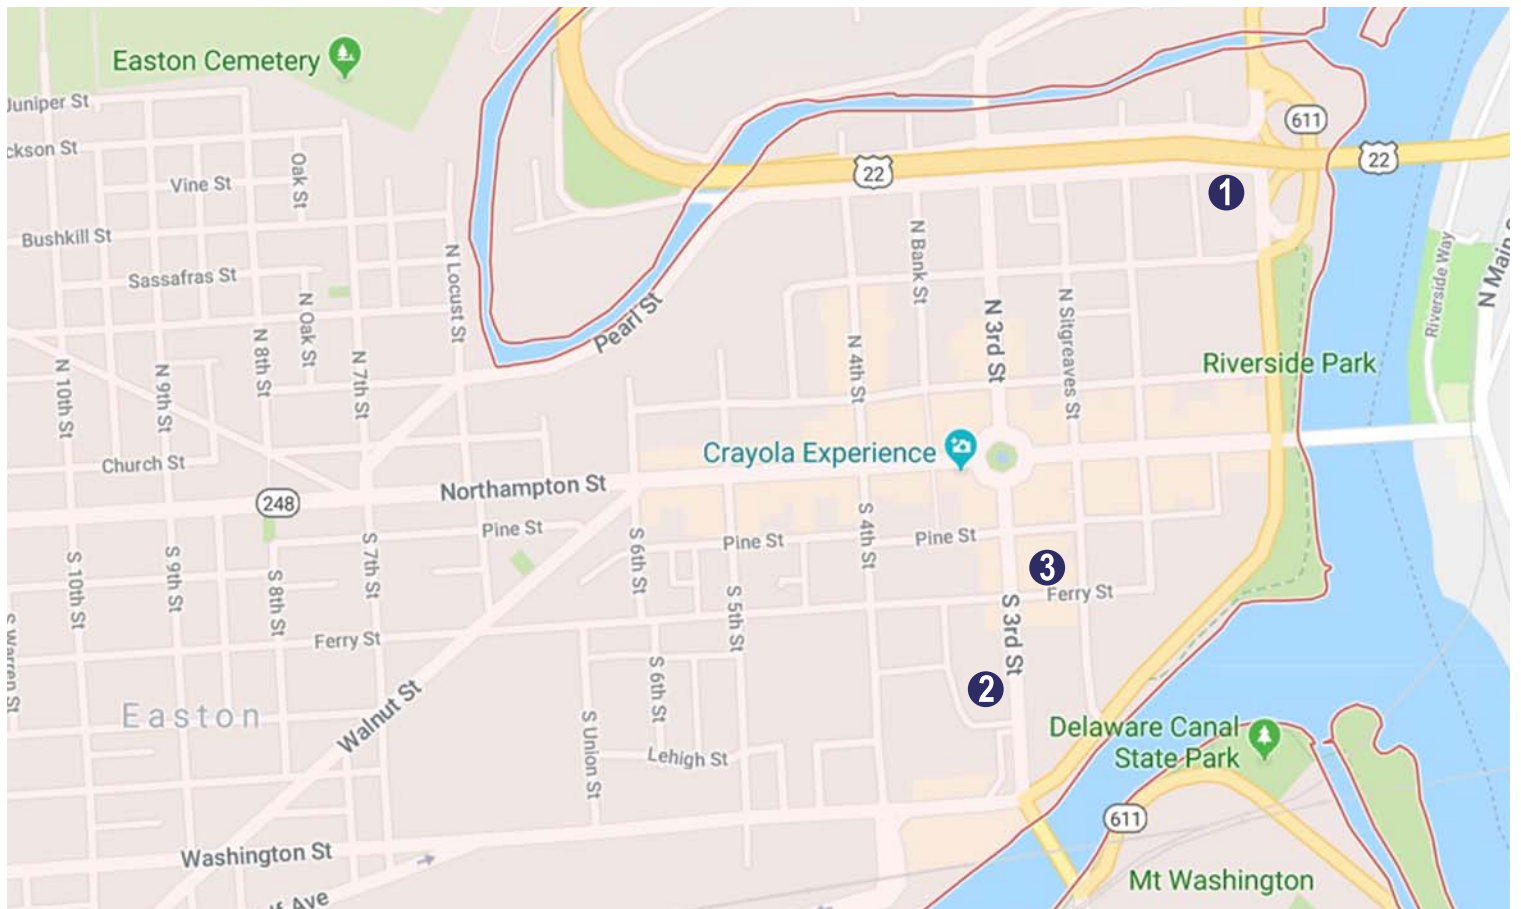 Easton Cemetery
Juniper St
611
ckson St
22
22
Vine St
Oak St
1
Bushkill St
N Bank St
N Locust St
Riverside Way
N Main
Sassafras St
N Oak St
Pearl St
N 3rd St
N Sitgreaves St
N 8th St
N 7th St
N 4th St
N 10th St
N 9th St
Riverside Park
Crayola Experience
Church St
Northampton St
248
Pine St
S 4th St
Pine St
Pine St
S 6th St
S 7th St
S 10th St
S 9th St
S 8th St
3
S 5th St
Ferry St
S 3rd St
S Warren St
Ferry St
S 6th St
2
Walnut St
Easton
S Union St
Delaware Canal
State Park
Lehigh St
611
Washington St
Mt Washington
Ave